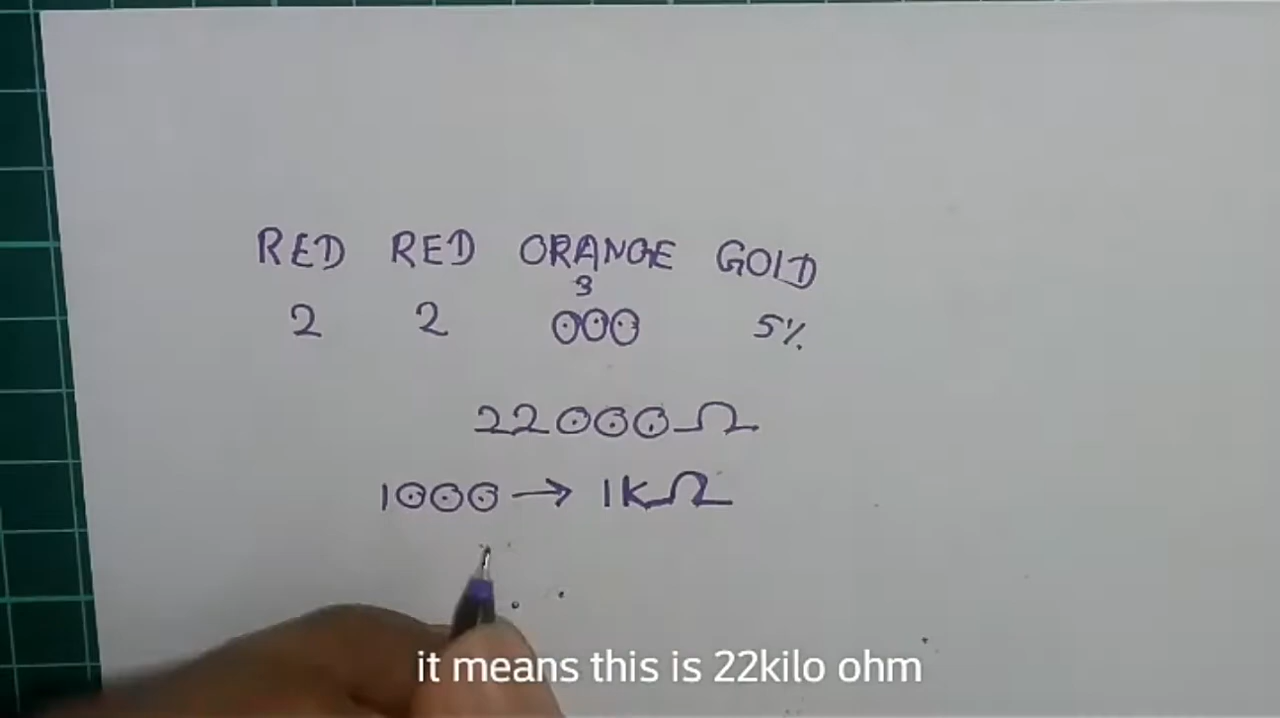 RED RED ORANGE GOLD
3
2 2 000 5%
22000Ω
1000 → 1KΩ
it means this is 22kilo ohm